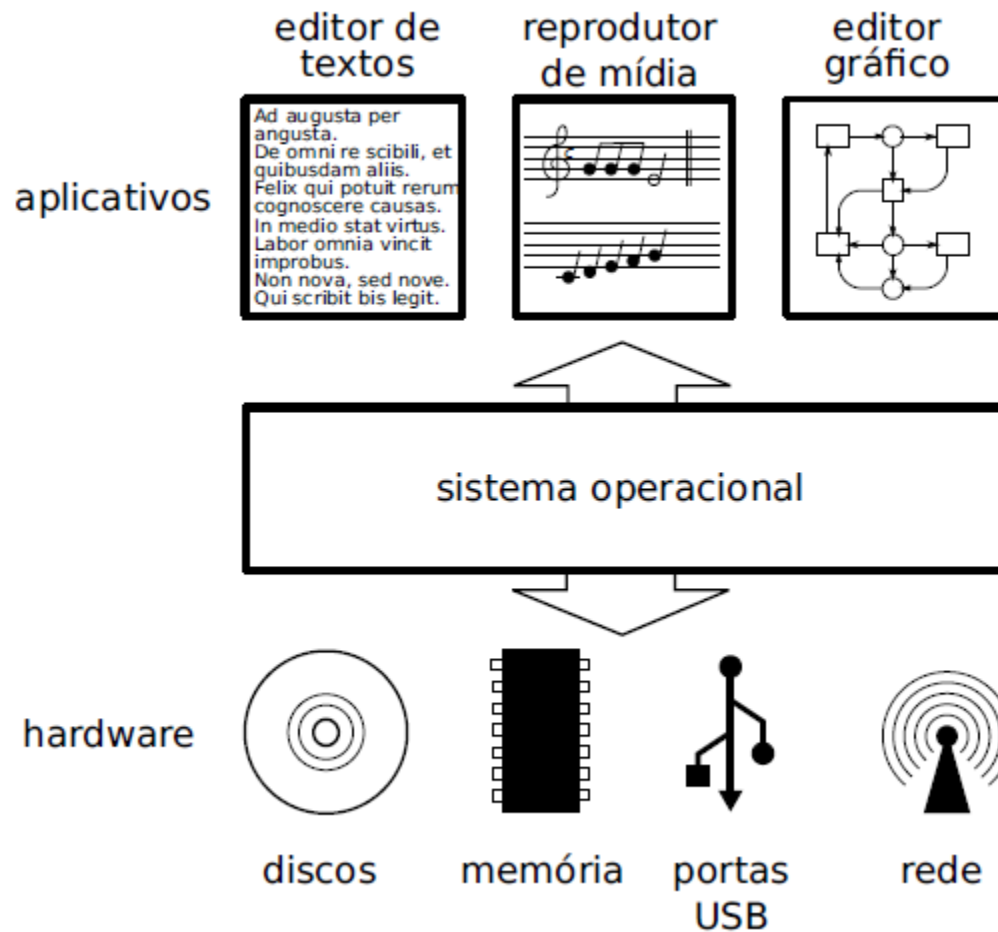 editor de
textos
reprodutor
de mídia
editor
gráfico
aplicativos
Ad augusta per
angusta.
De omni re scibili, et
quibusdam aliis.
Felix qui potuit rerum
cognoscere causas.
In medio stat virtus.
Labor omnia vincit
improbus.
Non nova, sed nove.
Qui scribit bis legit.
sistema operacional
hardware
discos
memória
portas
USB
rede